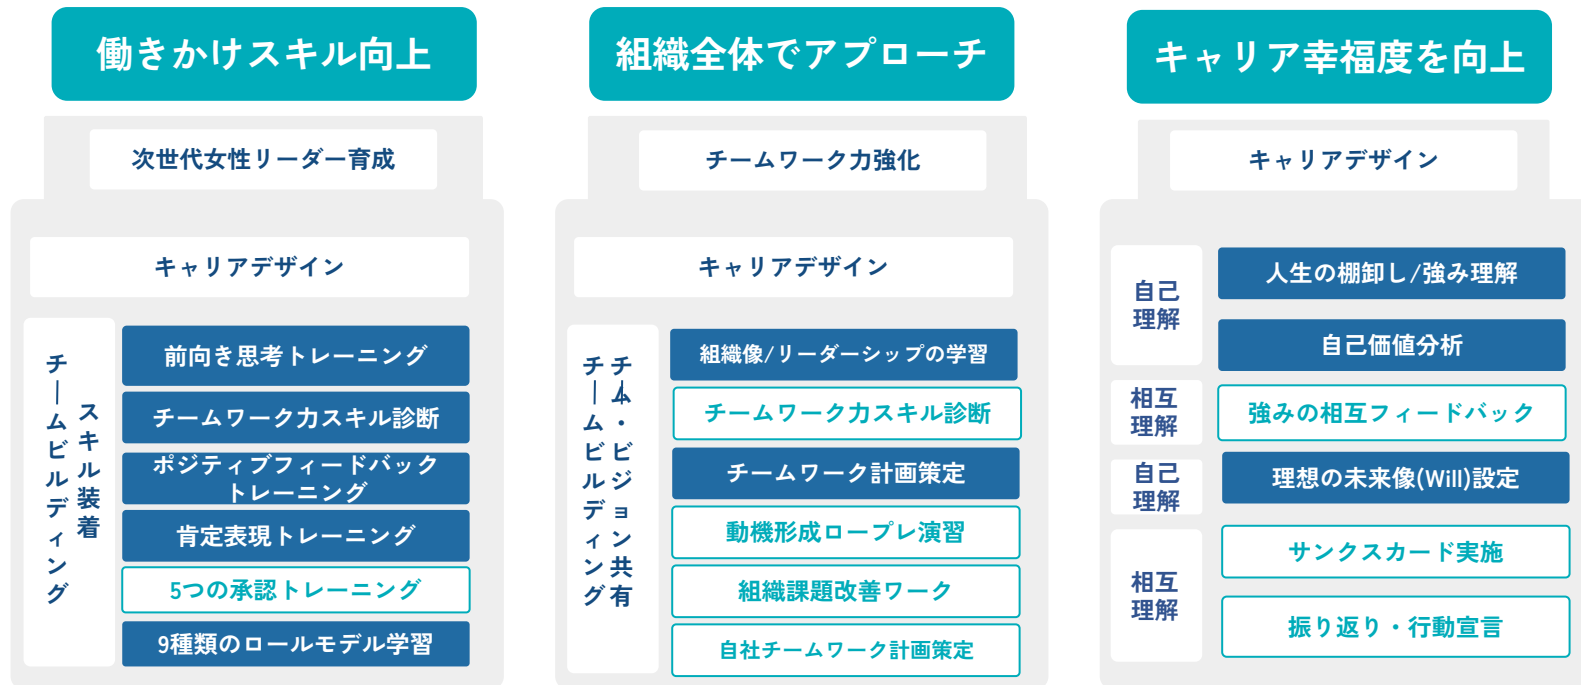 働きかけスキル向上
次世代女性リーダー育成
キャリアデザイン
チームビルディング
スキル装着
前向き思考トレーニング
チームワーク力スキル診断
ポジティブフィードバック
トレーニング
肯定表現トレーニング
5つの承認トレーニング
9種類のロールモデル学習
組織全体でアプローチ
チームワーク力強化
キャリアデザイン
チームビルディング
チーム・ビジョン共有
組織像/リーダーシップの学習
チームワーク力スキル診断
チームワーク計画策定
動機形成ロープレ演習
組織課題改善ワーク
自社チームワーク計画策定
キャリア幸福度を向上
キャリアデザイン
自己
理解
人生の棚卸し/強み理解
自己価値分析
相互
理解
強みの相互フィードバック
自己
理解
理想の未来像(Will)設定
相互
理解
サンクスカード実施
振り返り・行動宣言